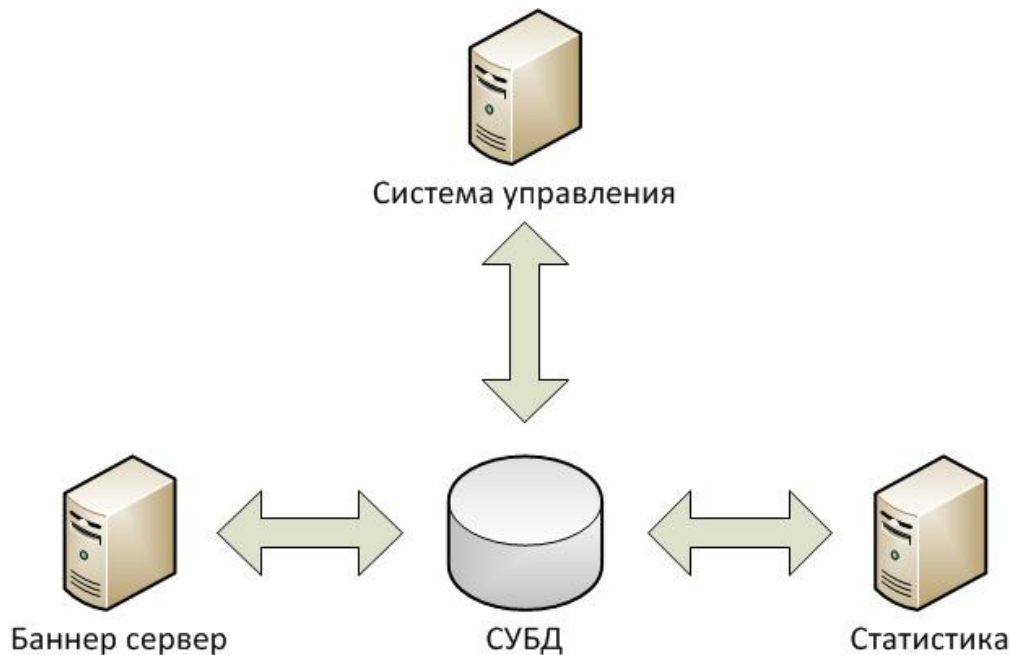 Система управления
Баннер сервер
СУБД
Статистика